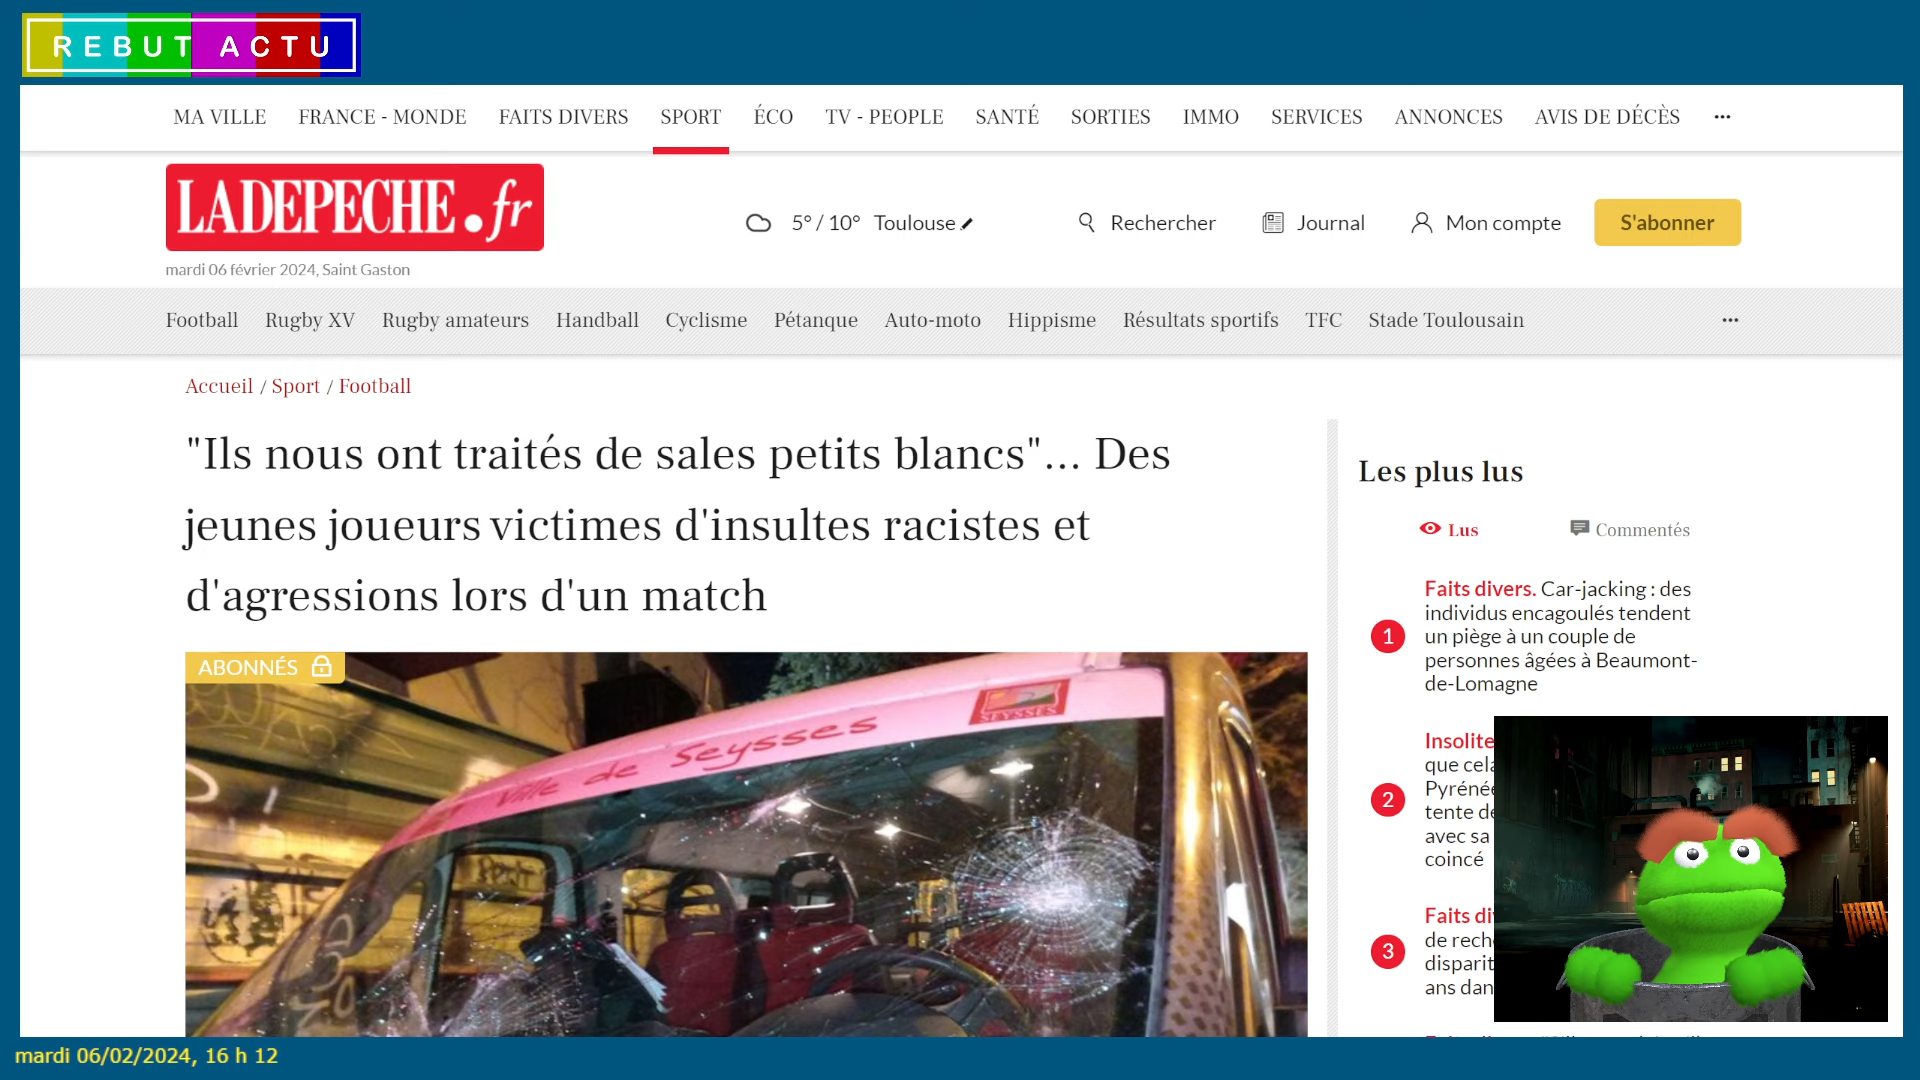 REBUT ACTU
MA VILLE FRANCE - MONDE FAITS DIVERS SPORT ÉCO TV - PEOPLE SANTÉ SORTIES IMMO SERVICES ANNONCES AVIS DE DÉCÈS ...
LADEPECHE.fr
5° / 10° Toulouse Rechercher Journal Mon compte S'abonner
mardi 06 février 2024, Saint Gaston
Football Rugby XV Rugby amateurs Handball Cyclisme Pétanque Auto-moto Hippisme Résultats sportifs TFC Stade Toulousain ...
Accueil / Sport / Football
"Ils nous ont traités de sales petits blancs"... Des
jeunes joueurs victimes d'insultes racistes et
d'agressions lors d'un match
ABONNÉS
Ville de Seysses
SEYSSES
Les plus lus
Lus Commentés
1
Faits divers. Car-jacking : des
individus encagoulés tendent
un piège à un couple de
personnes âgées à Beaumont-
de-Lomagne
2
Insolite
que cela
Pyréné
tente de
avec sa
coincé
3
Faits di
de rech
disparit
ans dan
mardi 06/02/2024, 16 h 12